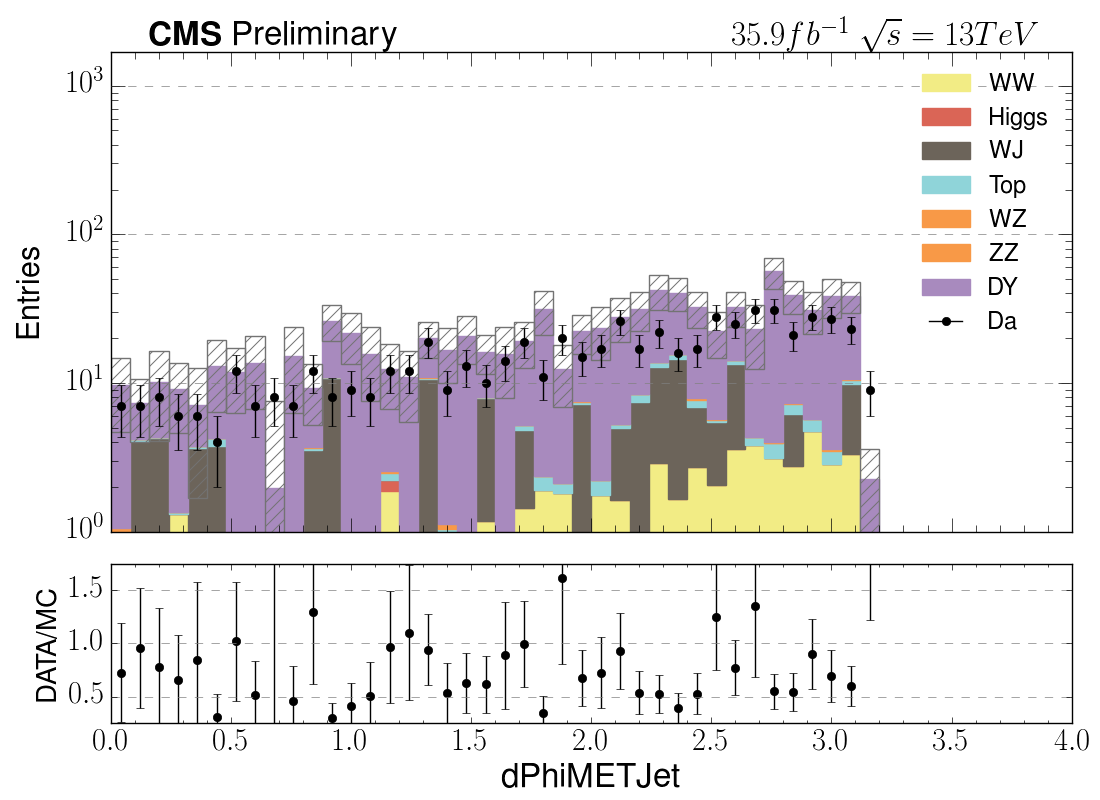 CMS Preliminary 35.9fb⁻¹ √s = 13TeV
10³
10²
10¹
10⁰
Entries
WW
Higgs
WJ
Top
WZ
ZZ
DY
Da
1.5
1.0
0.5
DATA/MC
0.0 0.5 1.0 1.5 2.0 2.5 3.0 3.5 4.0
dPhiMETJet